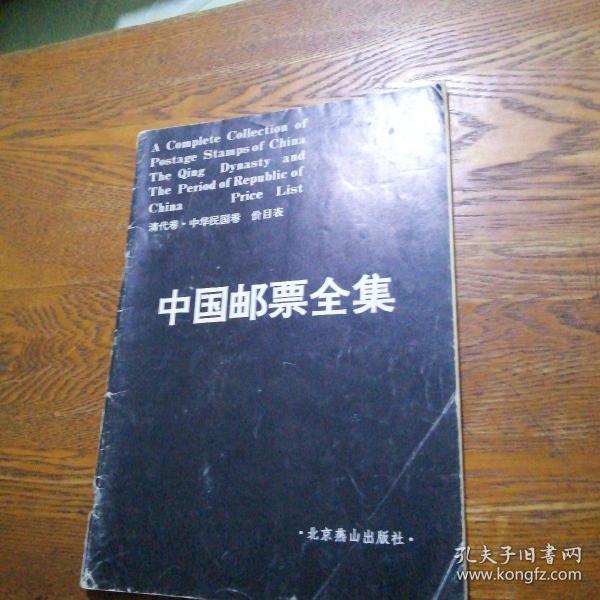 A Complete Collection of
Postage Stamps of China
The Qing Dynasty and
The Period of Republic of
China Price List
清代卷·中华民国卷 价目表
中国邮票全集
·北京燕山出版社·
孔夫子旧书网
www.kongfz.com